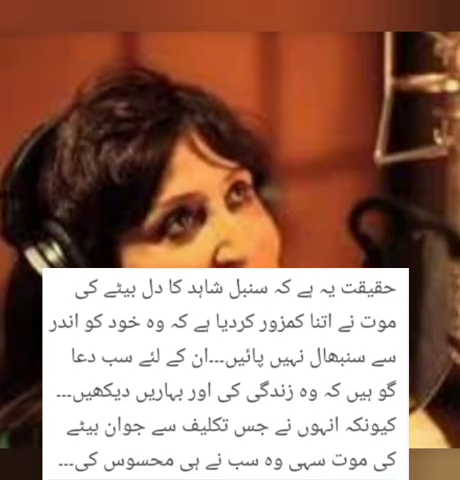 حقیقت یہ ہے کہ سنبل شاہد کا دل بیٹے کی
موت نے اتنا کمزور کردیا ہے کہ وہ خود کو اندر
سے سنبھال نہیں پائیں۔۔۔ان کے لئے سب دعا
گو ہیں کہ وہ زندگی کی اور بہاریں دیکھیں۔۔۔
کیونکہ انہوں نے جس تکلیف سے جوان بیٹے
کی موت سہی وہ سب نے ہی محسوس کی۔۔۔